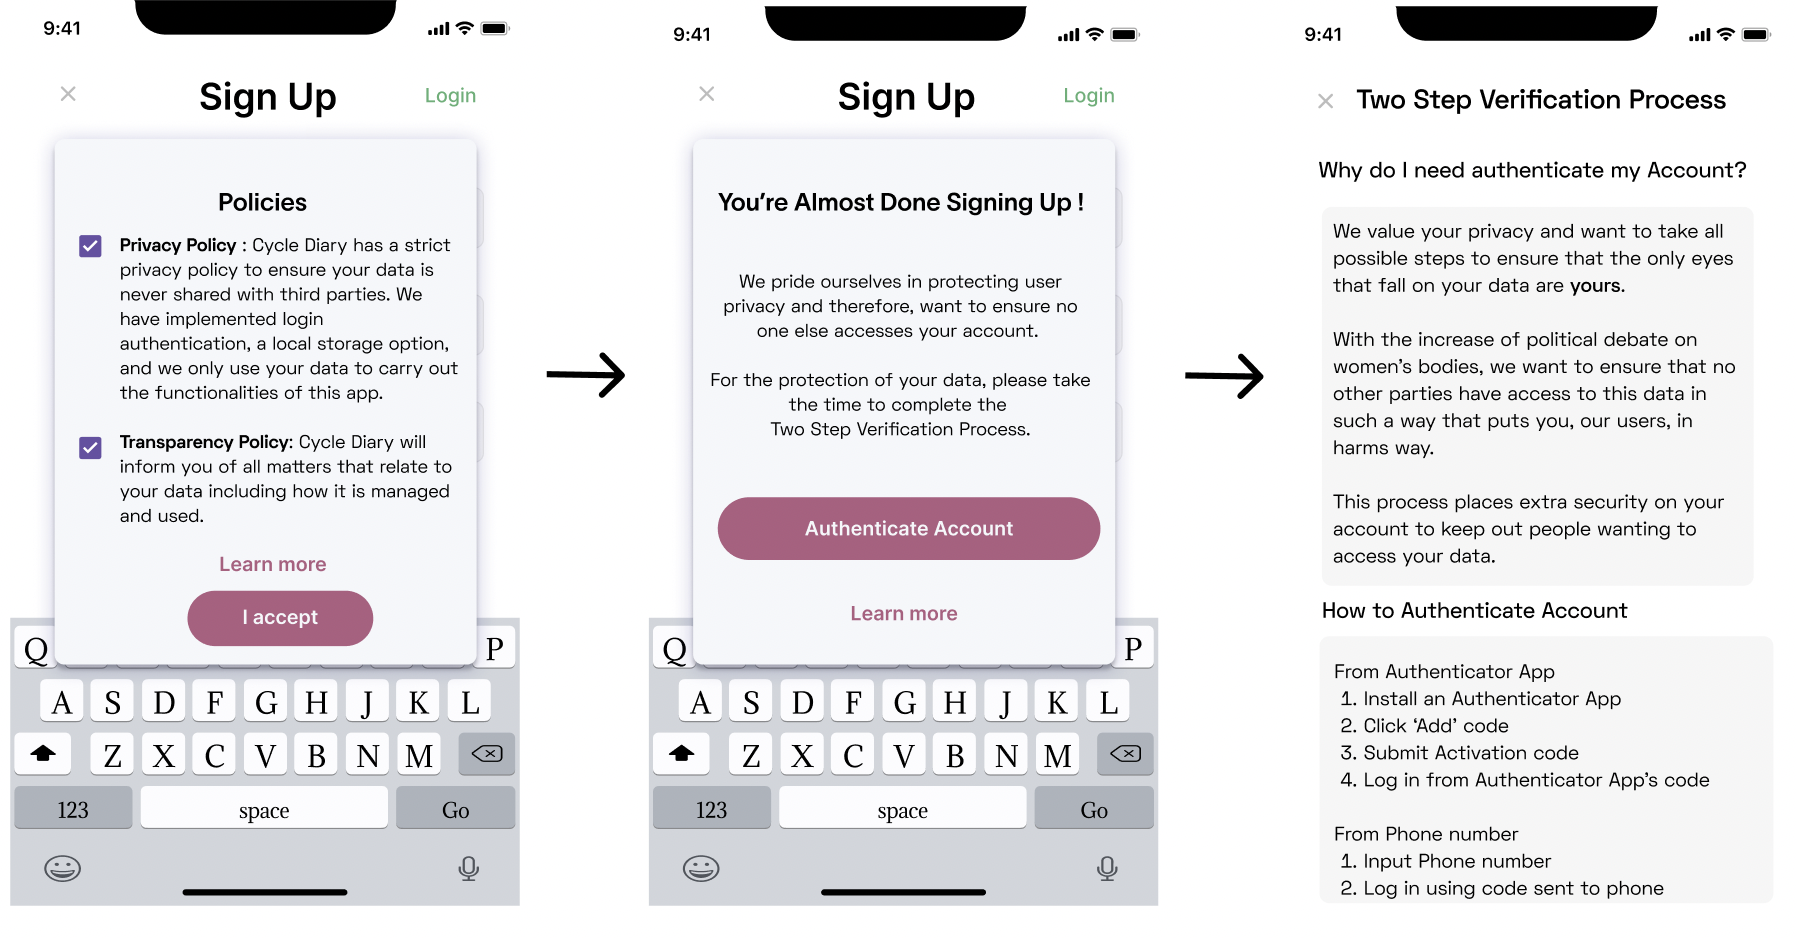 9:41
Sign Up
Login
Policies
Privacy Policy : Cycle Diary has a strict
privacy policy to ensure your data is
never shared with third parties. We
have implemented login
authentication, a local storage option,
and we only use your data to carry out
the functionalities of this app.
Transparency Policy: Cycle Diary will
inform you of all matters that relate to
your data including how it is managed
and used.
Learn more
I accept
Q P
A S D F G H J K L
Z X C V B N M
123 space Go
9:41
Sign Up
Login
You're Almost Done Signing Up !
We pride ourselves in protecting user
privacy and therefore, want to ensure no
one else accesses your account.
For the protection of your data, please take
the time to complete the
Two Step Verification Process.
Authenticate Account
Learn more
Q P
A S D F G H J K L
Z X C V B N M
123 space Go
9:41
Two Step Verification Process
Why do I need authenticate my Account?
We value your privacy and want to take all
possible steps to ensure that the only eyes
that fall on your data are yours.
With the increase of political debate on
women's bodies, we want to ensure that no
other parties have access to this data in
such a way that puts you, our users, in
harms way.
This process places extra security on your
account to keep out people wanting to
access your data.
How to Authenticate Account
From Authenticator App
1. Install an Authenticator App
2. Click ‘Add’ code
3. Submit Activation code
4. Log in from Authenticator App's code
From Phone number
1. Input Phone number
2. Log in using code sent to phone